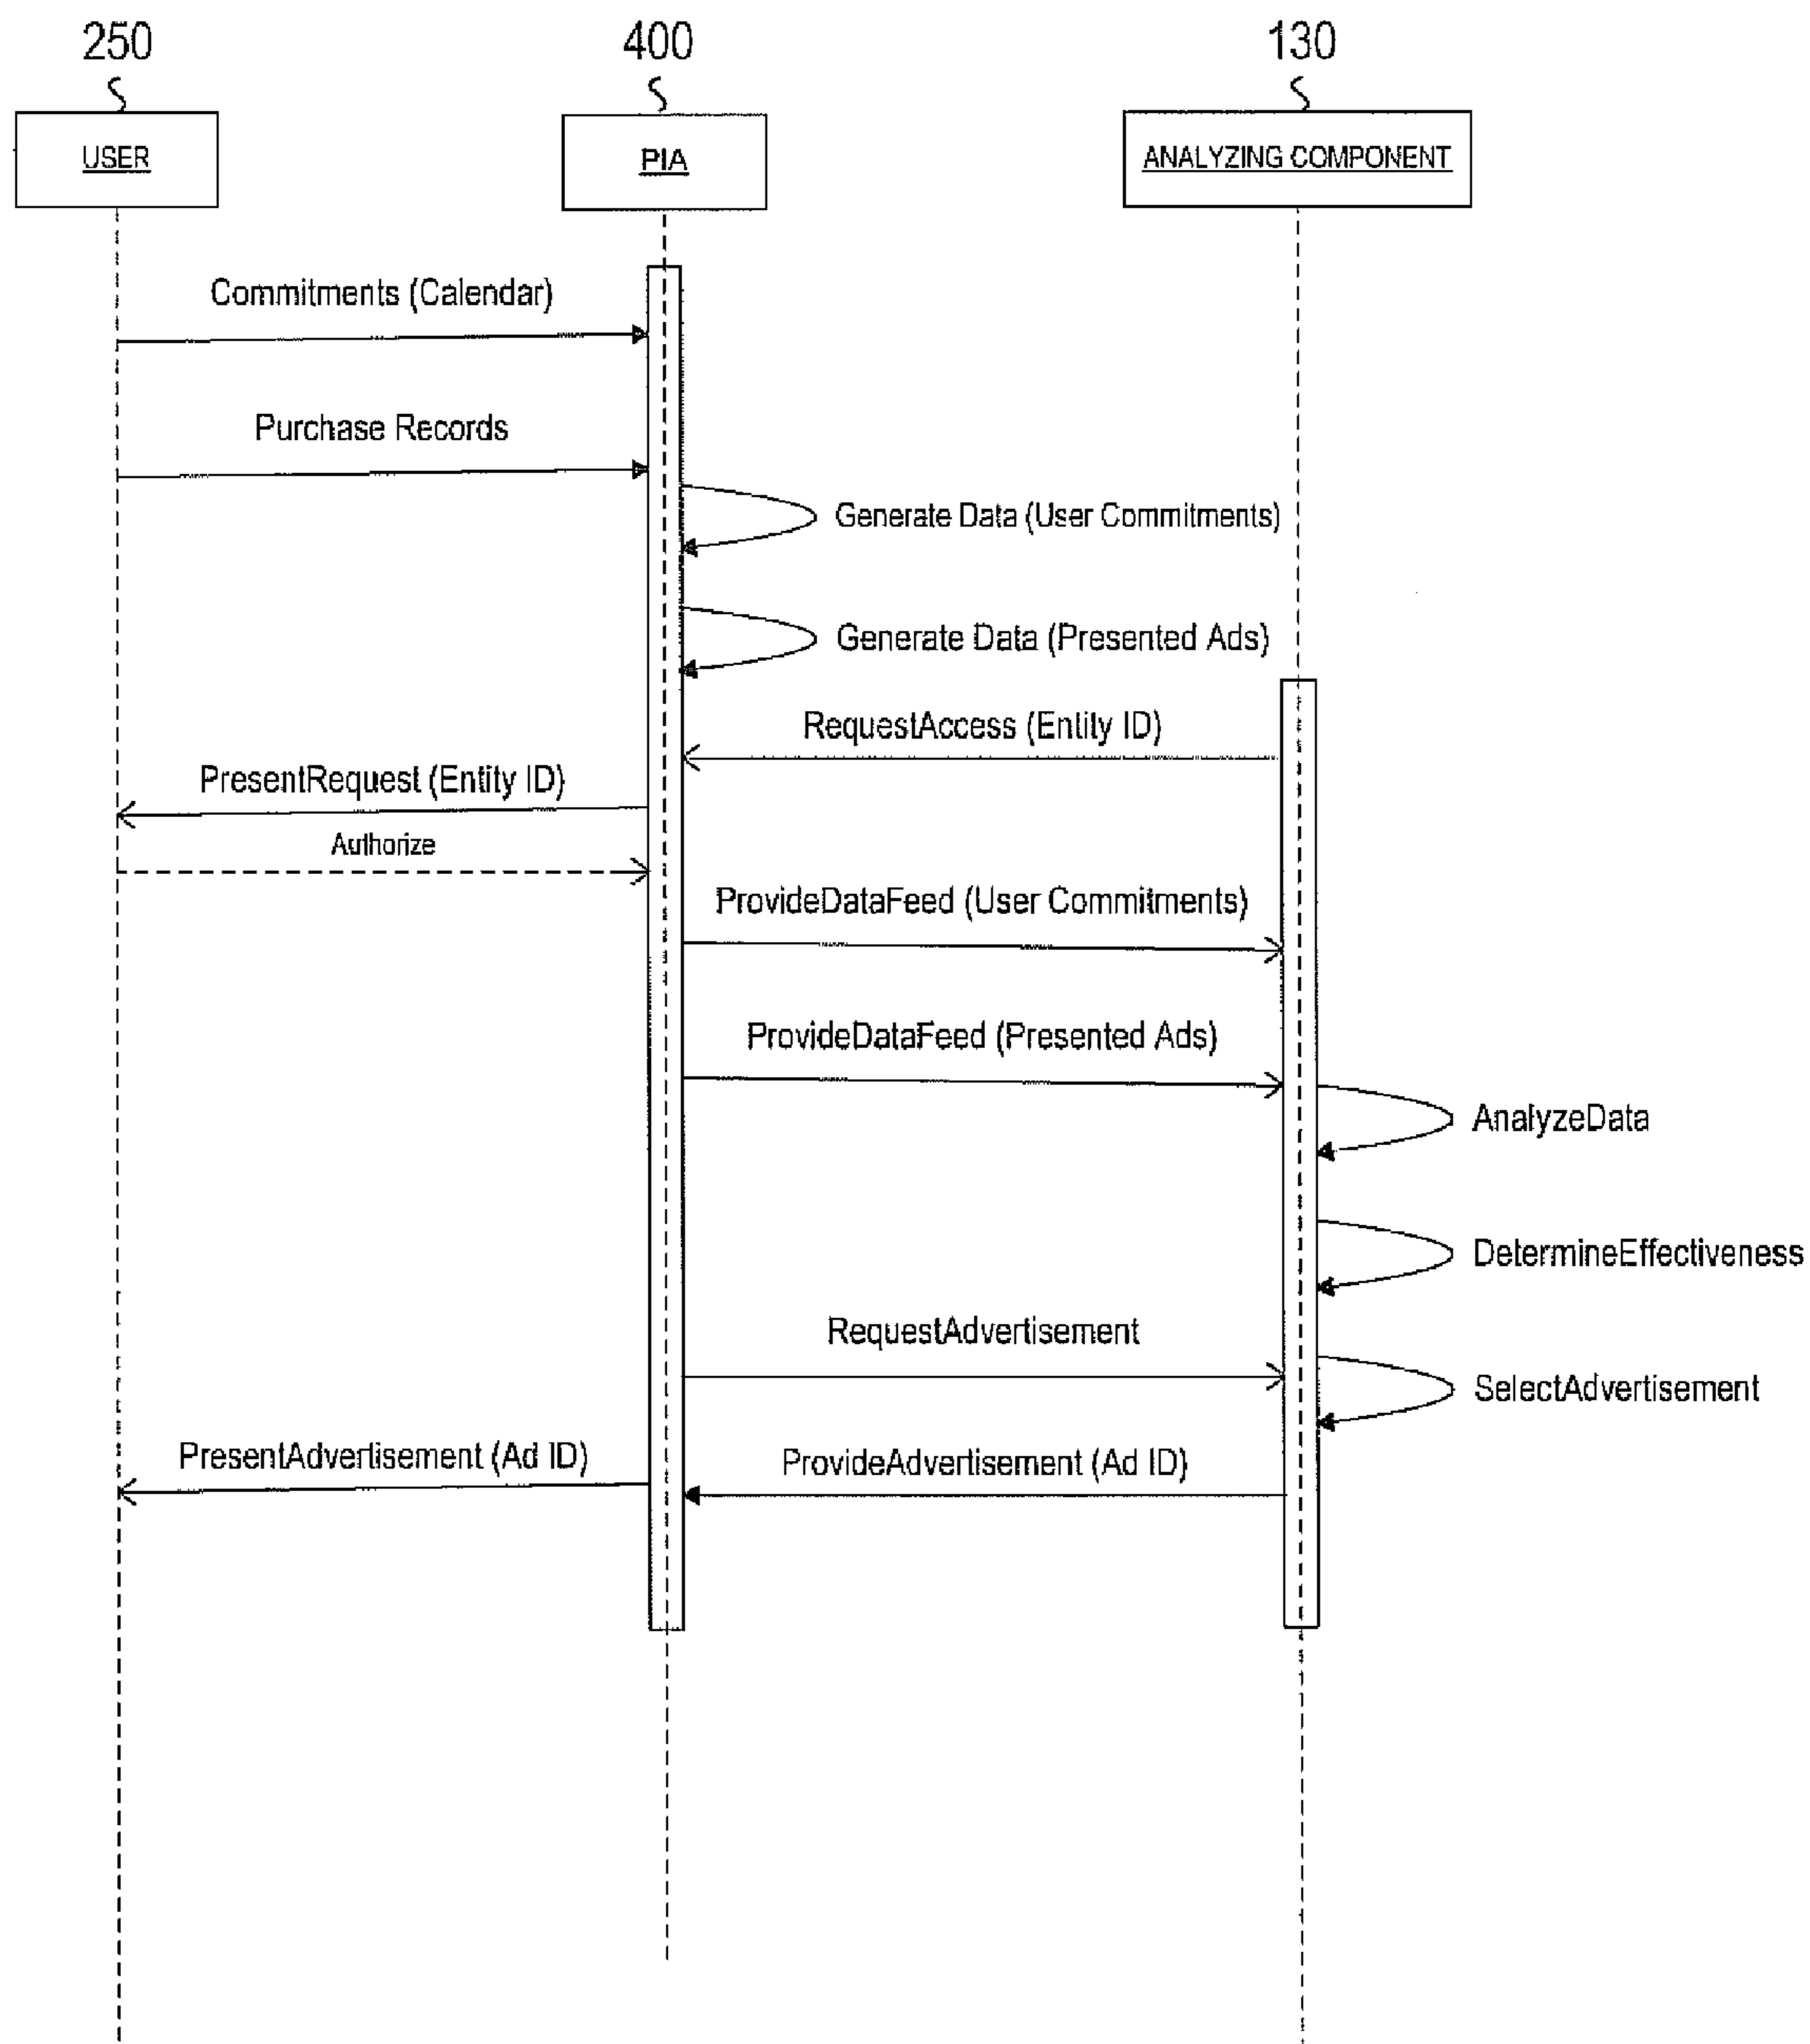 250
400
130
USER
PIA
ANALYZING COMPONENT
Commitments (Calendar)
Purchase Records
Generate Data (User Commitments)
Generate Data (Presented Ads)
RequestAccess (Entity ID)
PresentRequest (Entity ID)
Authorize
ProvideDataFeed (User Commitments)
ProvideDataFeed (Presented Ads)
AnalyzeData
DetermineEffectiveness
RequestAdvertisement
SelectAdvertisement
PresentAdvertisement (Ad ID)
ProvideAdvertisement (Ad ID)